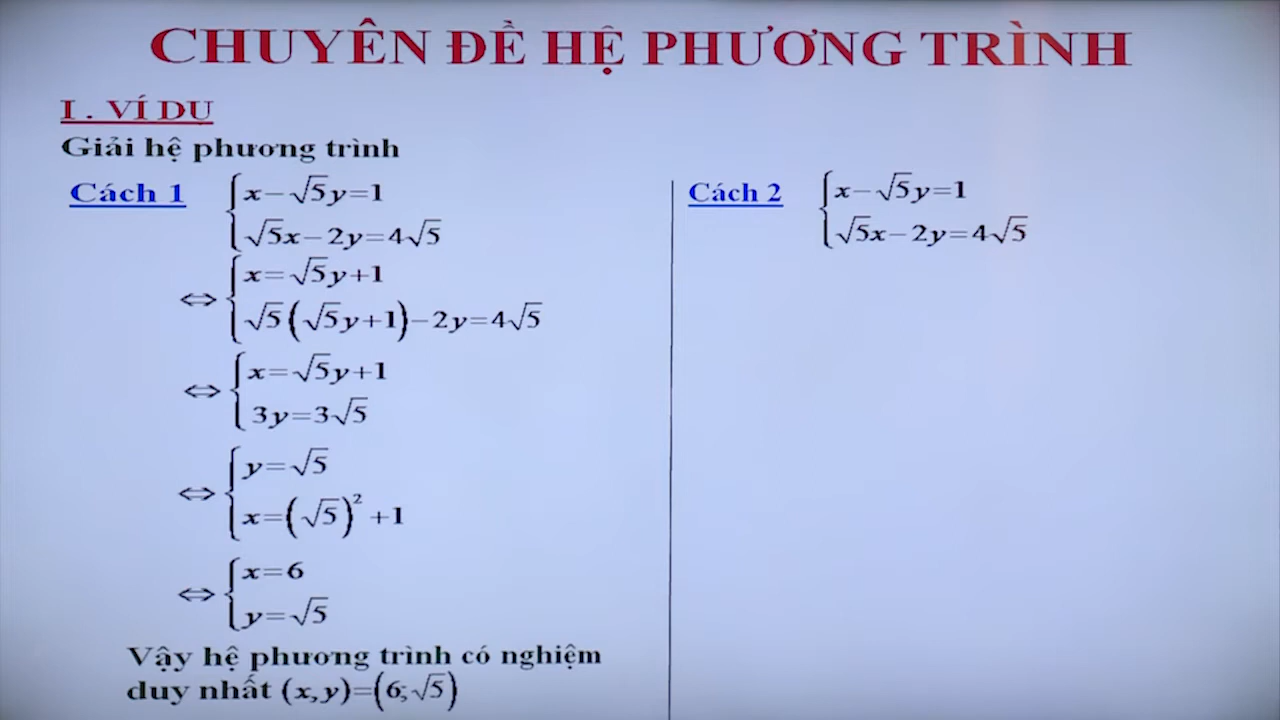 CHUYÊN ĐỀ HỆ PHƯƠNG TRÌNH
I . VÍ DỤ
Giải hệ phương trình
Cách 1
x−√5y=1
√5x−2y=4√5
⇔ x=√5y+1
√5(√5y+1)−2y=4√5
⇔ x=√5y+1
3y=3√5
⇔ y=√5
x=(√5)²+1
⇔ x=6
y=√5
Vậy hệ phương trình có nghiệm
duy nhất (x,y)=(6;√5)
Cách 2
x−√5y=1
√5x−2y=4√5